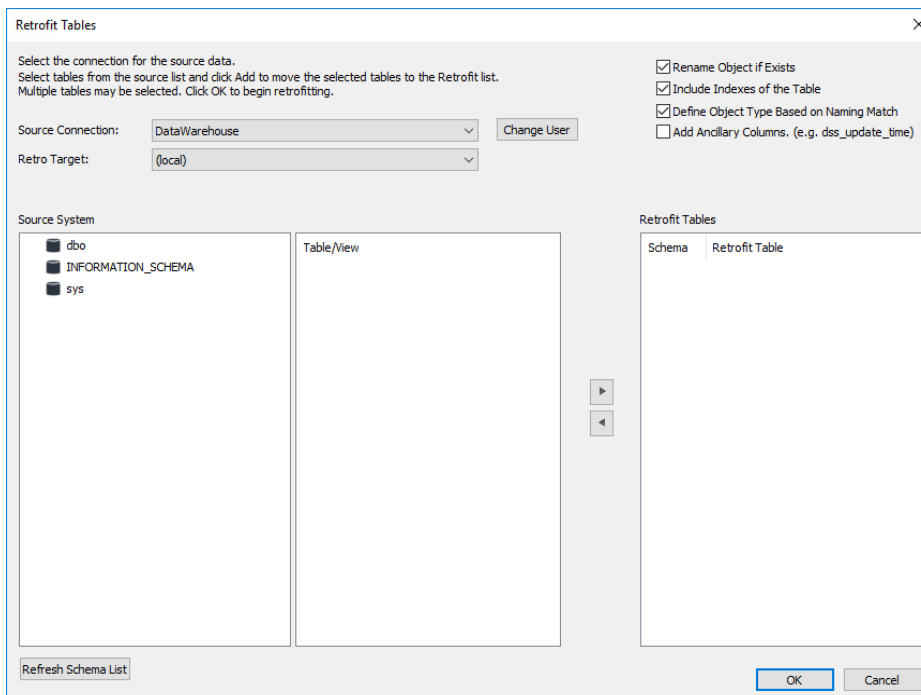 Retrofit Tables
Select the connection for the source data.
Select tables from the source list and click Add to move the selected tables to the Retrofit list.
Multiple tables may be selected. Click OK to begin retrofitting.
Rename Object if Exists
Include Indexes of the Table
Define Object Type Based on Naming Match
Add Ancillary Columns. (e.g. dss_update_time)
Source Connection: DataWarehouse Change User
Retro Target: (local)
Source System
dbo
INFORMATION_SCHEMA
sys
Table/View
Retrofit Tables
Schema Retrofit Table
Refresh Schema List
OK Cancel